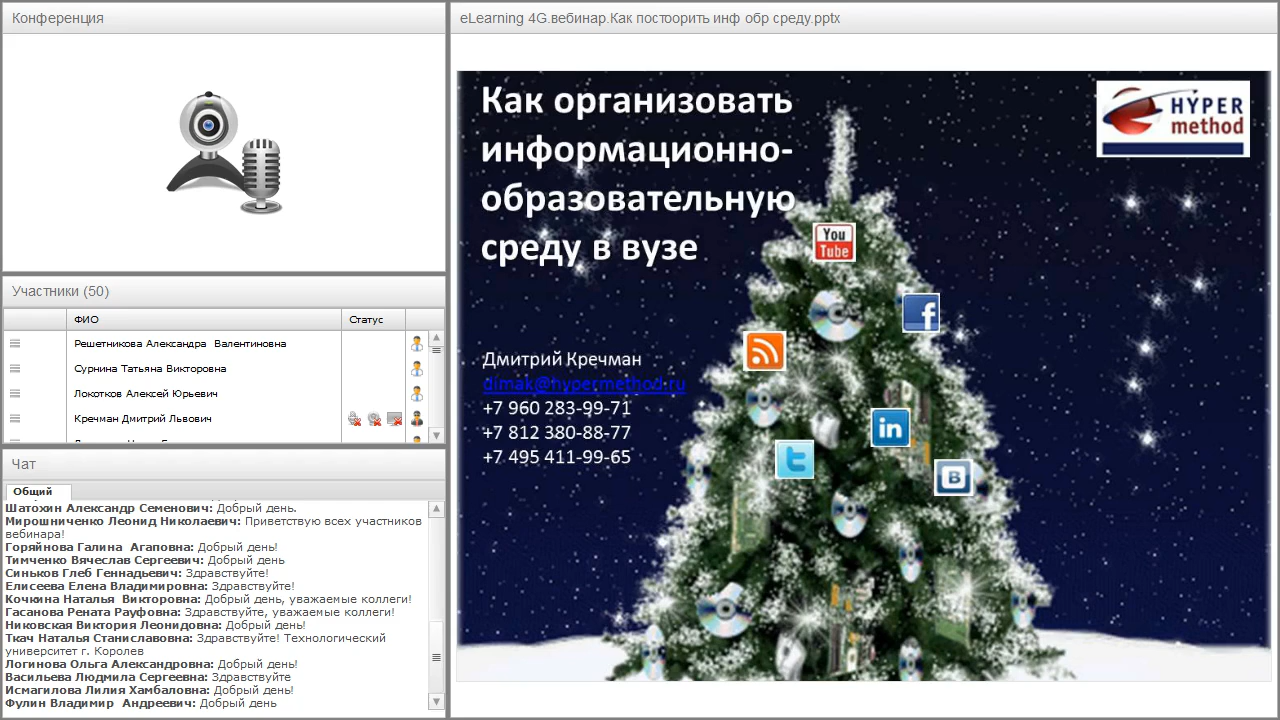 Конференция
eLearning 4G.вебинар.Как постоорить инф обр среду.pptx
Как организовать
информационно-
образовательную
среду в вузе
HYPER
method
You
Tube
f
in
t
B
Дмитрий Кречман
dimak@hypermethod.ru
+7 960 283-99-71
+7 812 380-88-77
+7 495 411-99-65
Участники (50)
ФИО Статус
Решетникова Александра Валентиновна
Сурнина Татьяна Викторовна
Локотков Алексей Юрьевич
Кречман Дмитрий Львович
Чат
Общий
Шатохин Александр Семенович: Добрый день.
Мирошниченко Леонид Николаевич: Приветствую всех участников
вебинара!
Горяйнова Галина Агаповна: Добрый день!
Тимченко Вячеслав Сергеевич: Добрый день
Синьков Глеб Геннадьевич: Здравствуйте!
Елисеева Елена Владимировна: Здравствуйте!
Кочкина Наталья Викторовна: Добрый день, уважаемые коллеги!
Гасанова Рената Рауфовна: Здравствуйте, уважаемые коллеги!
Никовская Виктория Леонидовна: Добрый день!
Ткач Наталья Станиславовна: Здравствуйте! Технологический
университет г. Королев
Логинова Ольга Александровна: Добрый день!
Васильева Людмила Сергеевна: Здравствуйте
Исмагилова Лилия Хамбаловна: Добрый день!
Фулин Владимир Андреевич: Добрый день